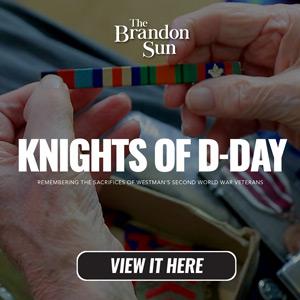 The
Brandon
Sun
KNIGHTS OF D-DAY
REMEMBERING THE SACRIFICES OF WESTMAN'S SECOND WORLD WAR VETERANS
VIEW IT HERE